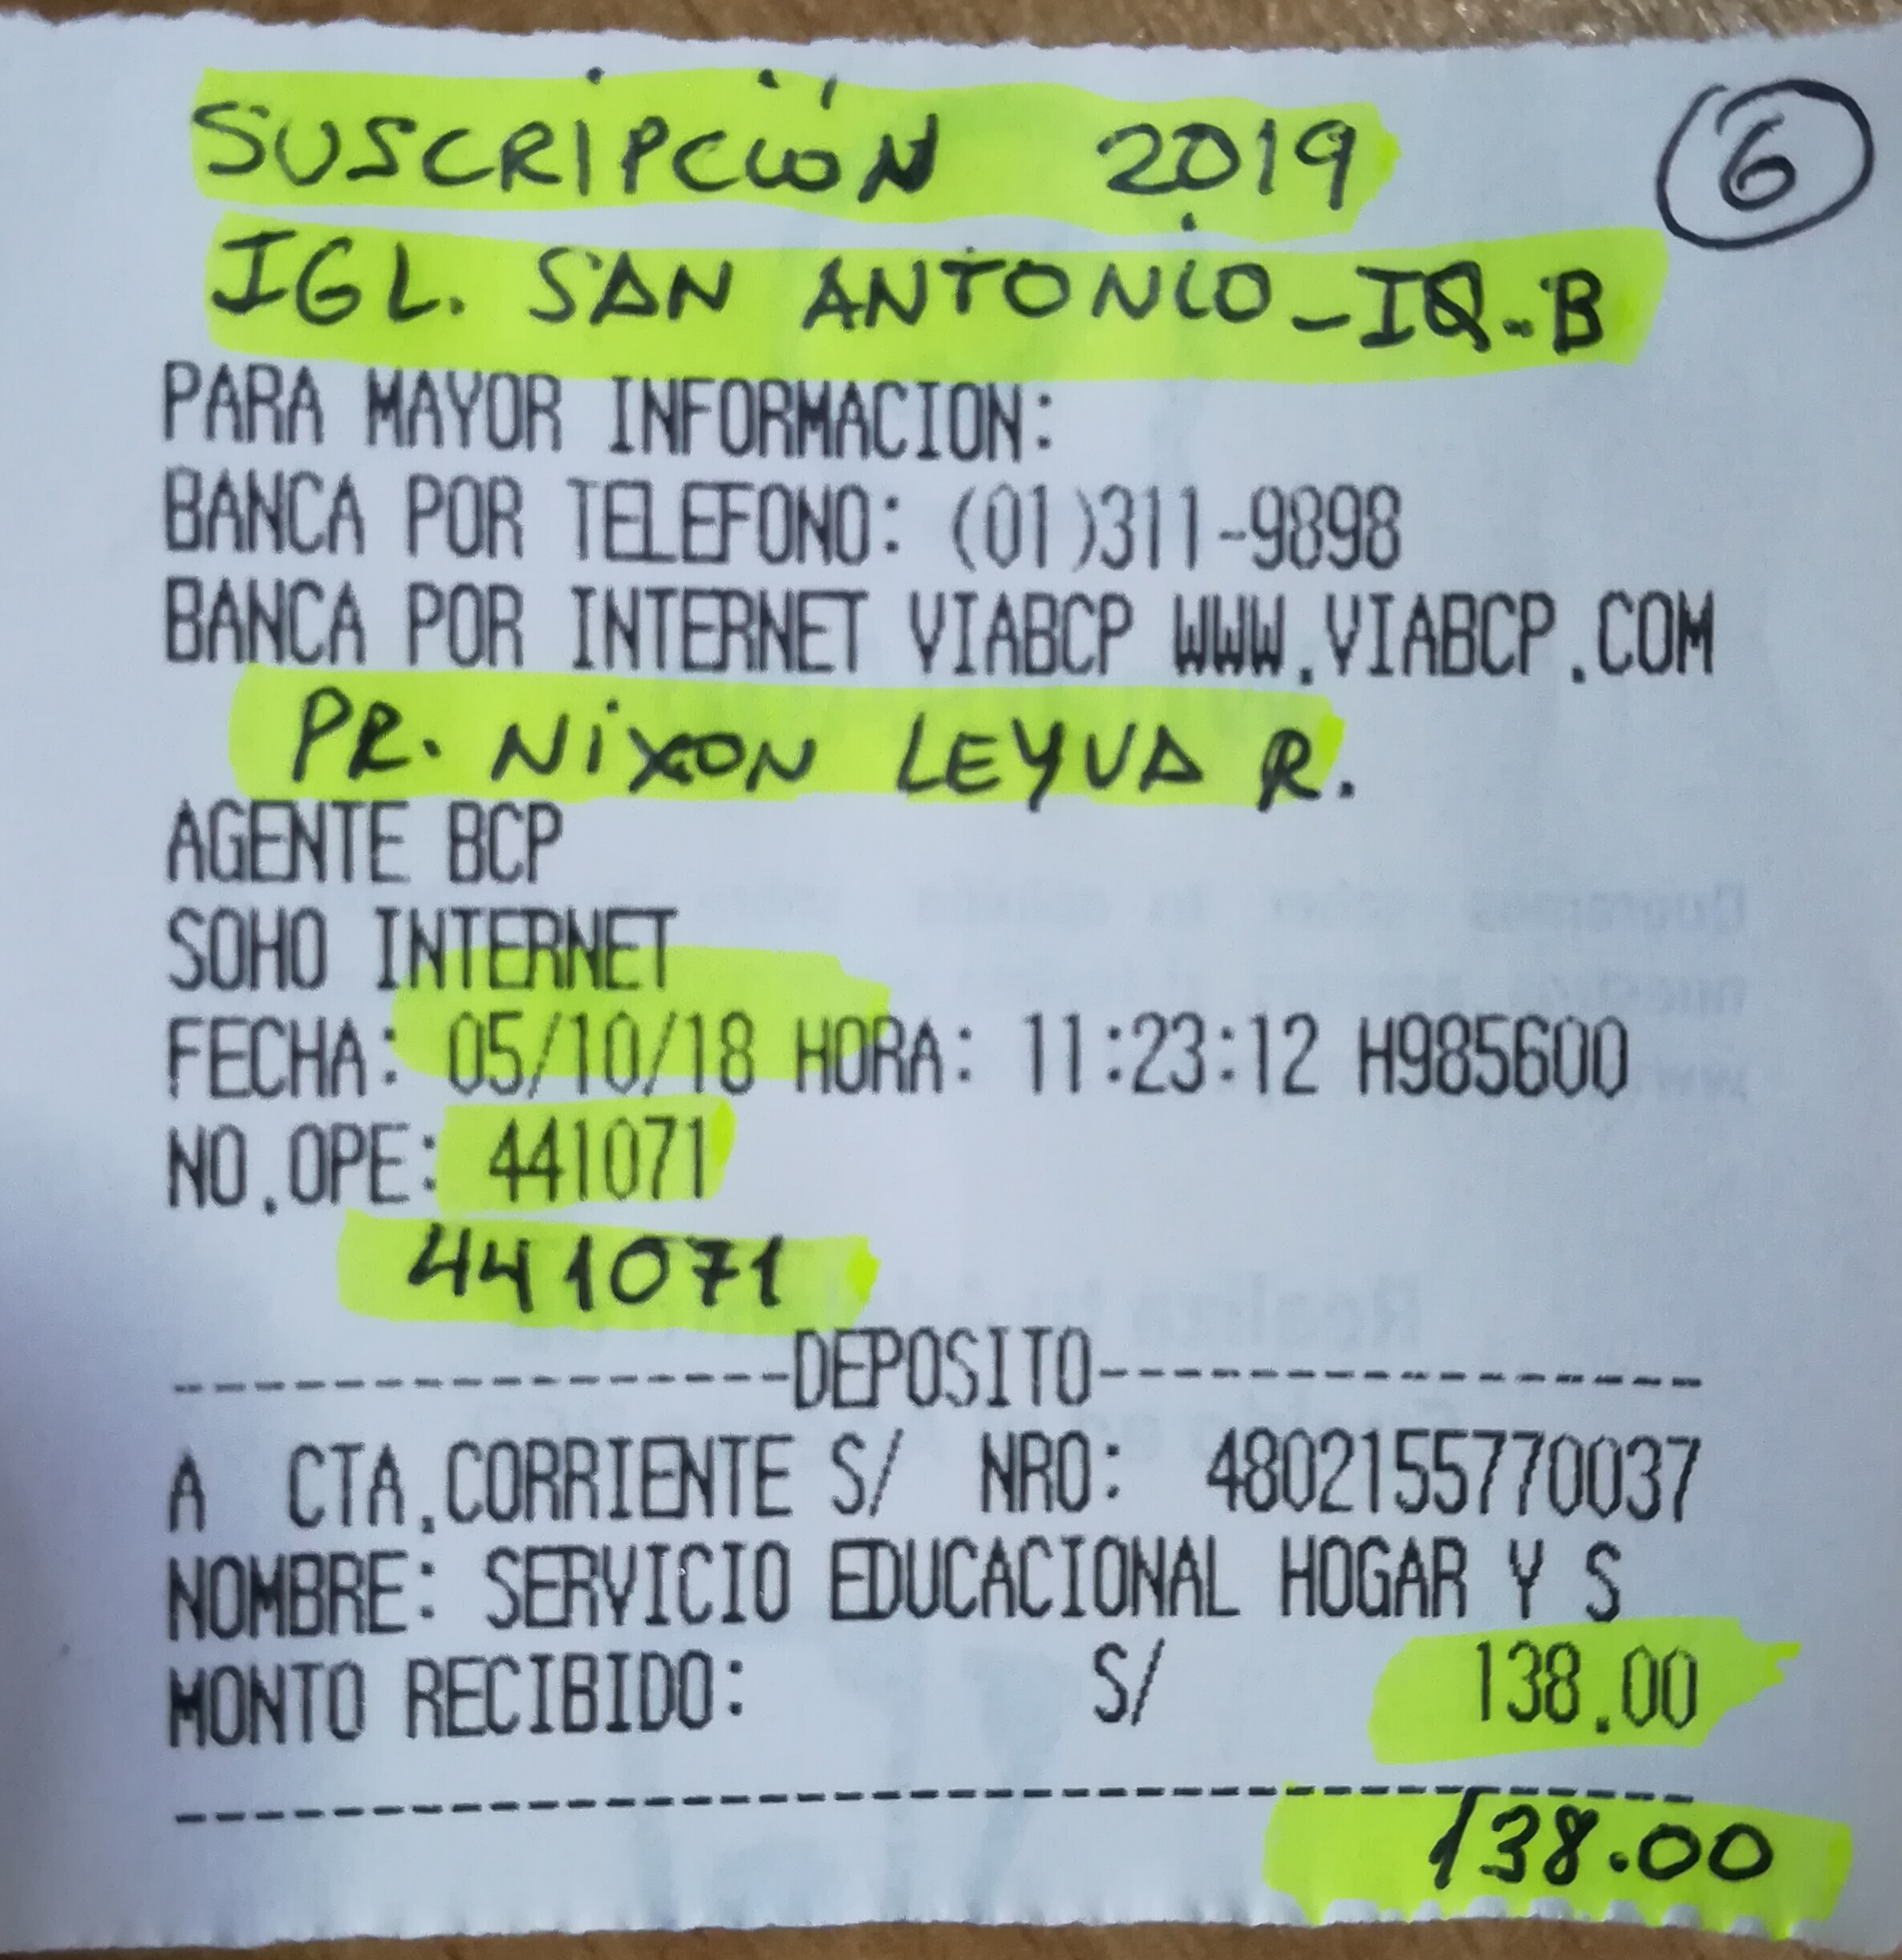 SUSCRIPCIÓN 2019
6
IGL. SAN ANTONIO - IQ - B
PARA MAYOR INFORMACION:
BANCA POR TELEFONO: (01)311-9898
BANCA POR INTERNET VIABCP WWW.VIABCP.COM
PR. NIXON LEYVA R.
AGENTE BCP
SOHO INTERNET
FECHA: 05/10/18 HORA: 11:23:12 H985600
NO.OPE: 441071
441071
----------------DEPOSITO----------------
A CTA.CORRIENTE S/ NRO: 4802155770037
NOMBRE: SERVICIO EDUCACIONAL HOGAR Y S
MONTO RECIBIDO: S/ 138.00
138.00